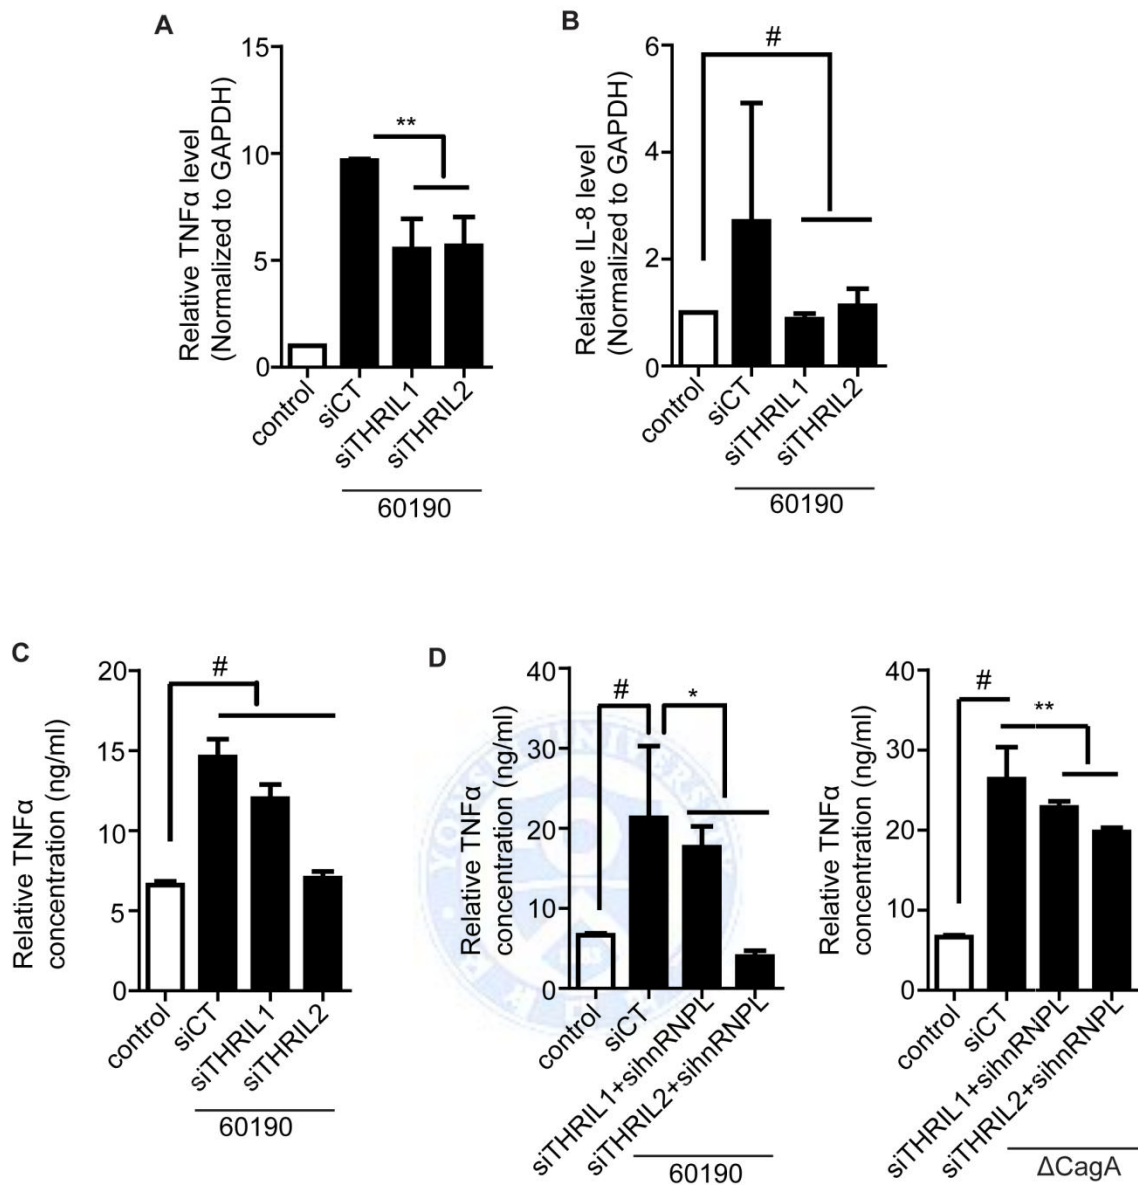 A
Relative TNFα level
(Normalized to GAPDH)
15
10
5
0
**
control
siCT
siTHRIL1
siTHRIL2
60190
B
Relative IL-8 level
(Normalized to GAPDH)
6
4
2
0
#
control
siCT
siTHRIL1
siTHRIL2
60190
C
Relative TNFα
concentration (ng/ml)
20
15
10
5
0
#
control
siCT
siTHRIL1
siTHRIL2
60190
D
Relative TNFα
concentration (ng/ml)
40
30
20
10
0
#
*
control
siCT
siTHRIL1+sihnRNPL
siTHRIL2+sihnRNPL
60190
Relative TNFα
concentration (ng/ml)
40
30
20
10
0
#
**
control
siCT
siTHRIL1+sihnRNPL
siTHRIL2+sihnRNPL
ΔCagA